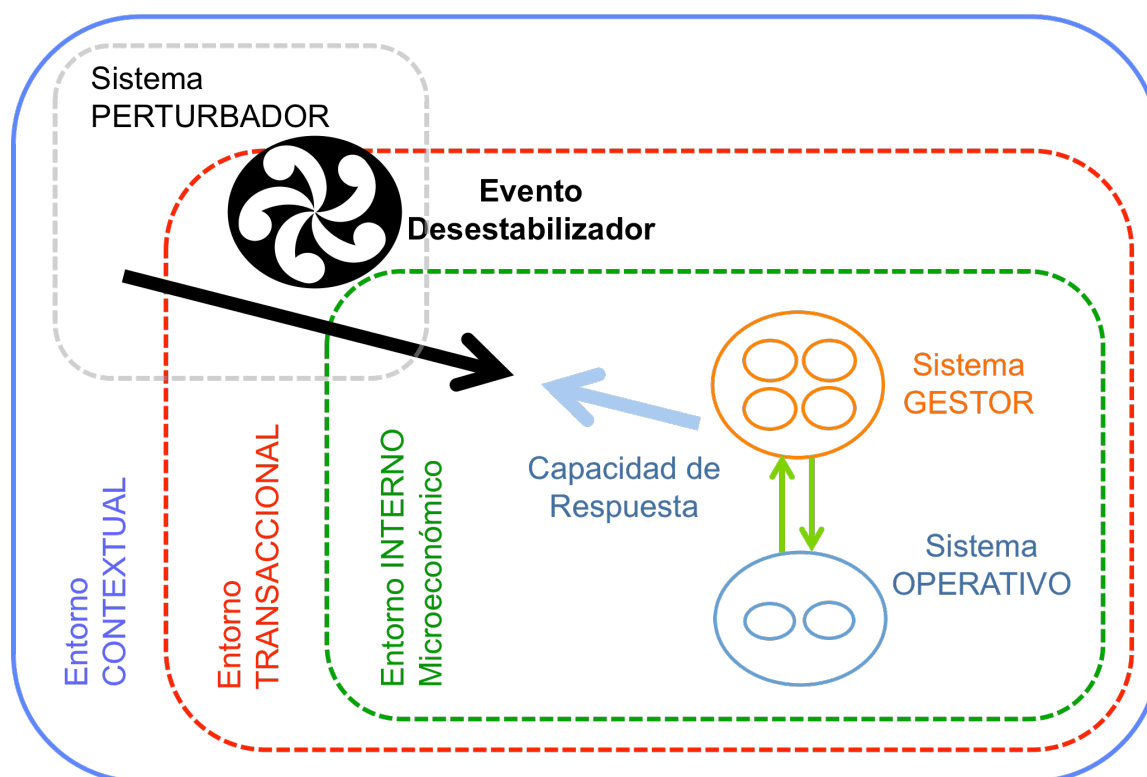 Sistema
PERTURBADOR
Evento
Desestabilizador
Sistema
GESTOR
Capacidad de
Respuesta
Sistema
OPERATIVO
Entorno
CONTEXTUAL
Entorno
TRANSACCIONAL
Entorno INTERNO
Microeconómico